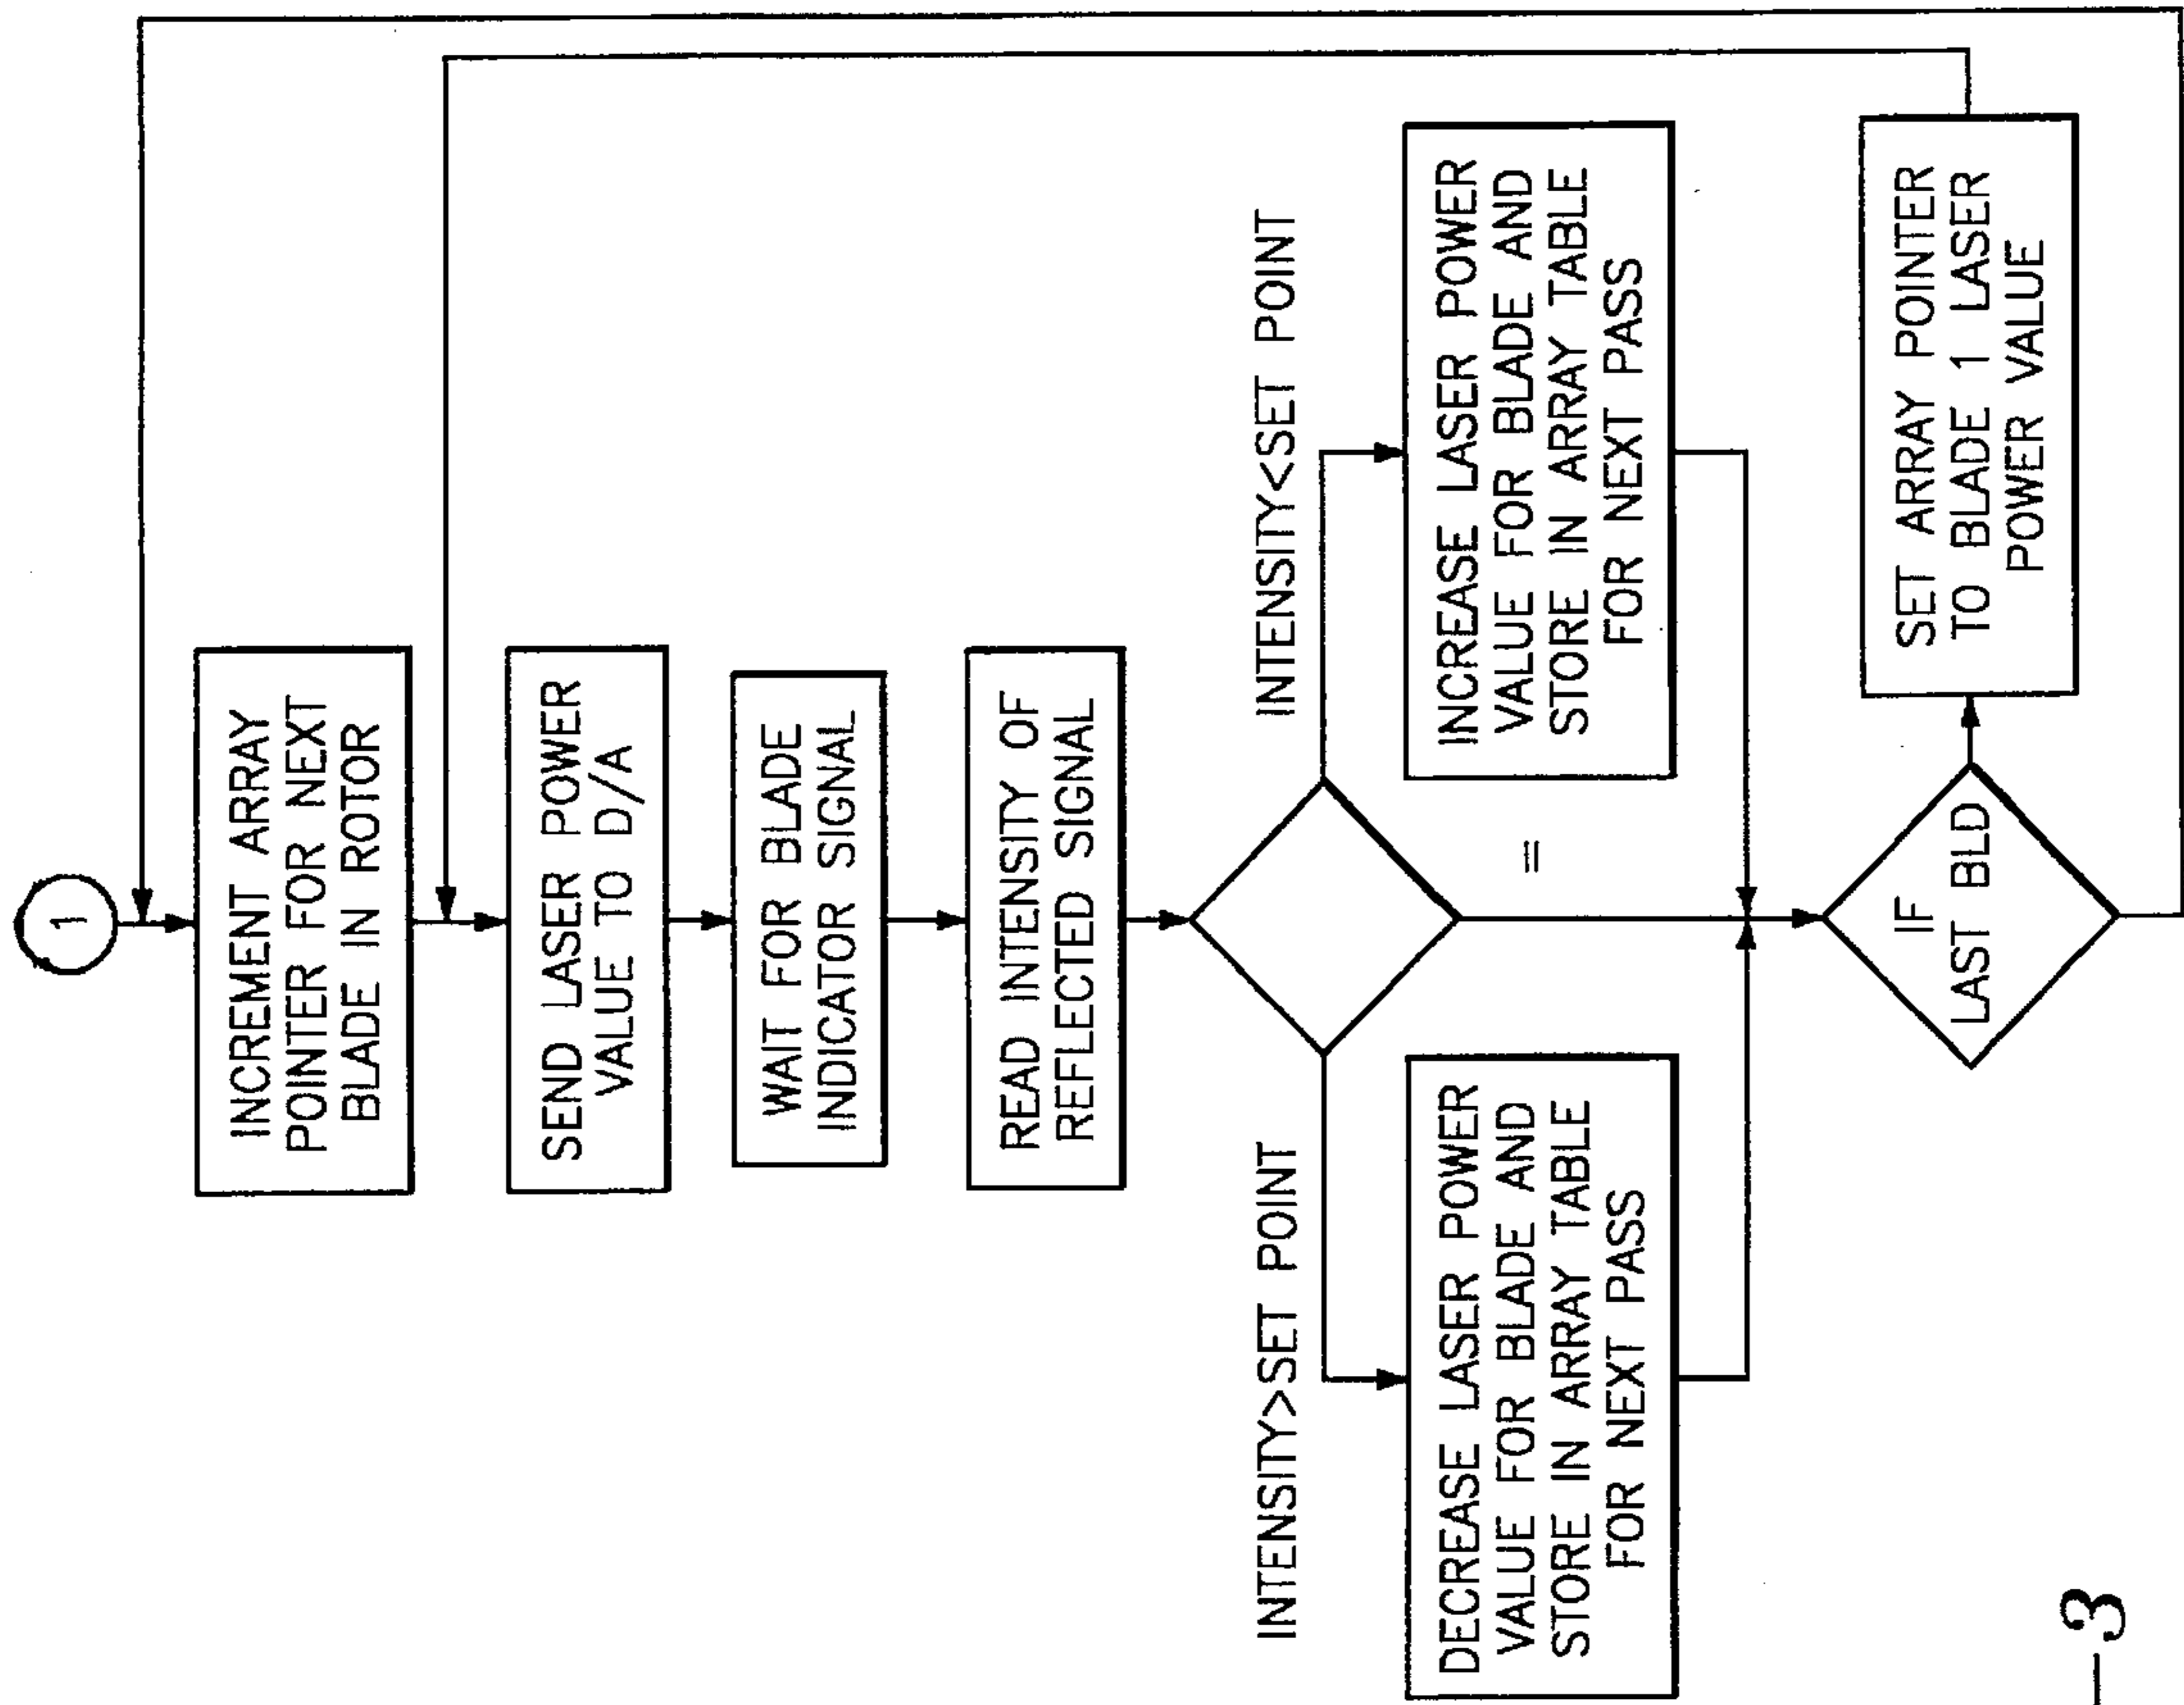 1
INCREMENT ARRAY
POINTER FOR NEXT
BLADE IN ROTOR
SEND LASER POWER
VALUE TO D/A
WAIT FOR BLADE
INDICATOR SIGNAL
READ INTENSITY OF
REFLECTED SIGNAL
INTENSITY>SET POINT
INTENSITY<SET POINT
DECREASE LASER POWER
VALUE FOR BLADE AND
STORE IN ARRAY TABLE
FOR NEXT PASS
=
INCREASE LASER POWER
VALUE FOR BLADE AND
STORE IN ARRAY TABLE
FOR NEXT PASS
IF
LAST BLD
SET ARRAY POINTER
TO BLADE 1 LASER
POWER VALUE
—3